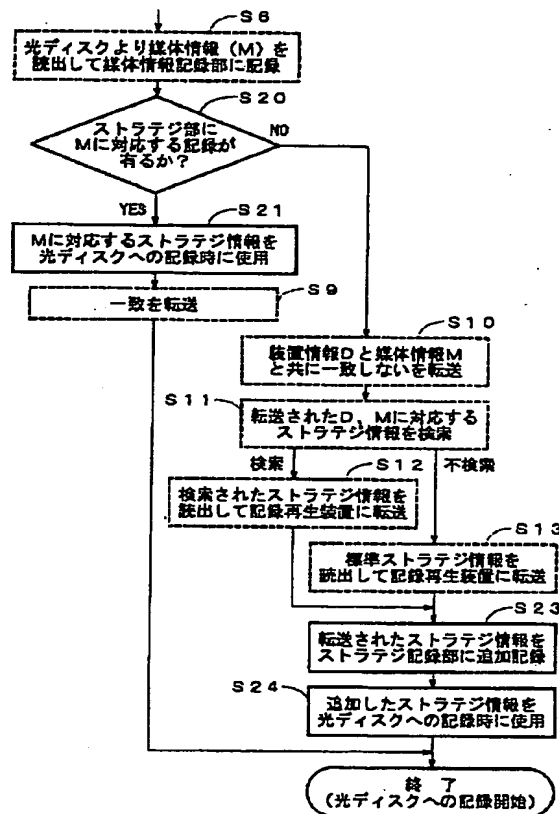 S6
光ディスクより媒体情報（M）を
読出して媒体情報記録部に記録
S20
ストラテジ部に
Mに対応する記録が
有るか？
NO
YES
S21
Mに対応するストラテジ情報を
光ディスクへの記録時に使用
S9
一致を転送
S10
装置情報Dと媒体情報M
と共に一致しないを転送
S11
転送されたD，Mに対応する
ストラテジ情報を検索
検索
S12
不検索
検索されたストラテジ情報を
読出して記録再生装置に転送
S13
標準ストラテジ情報を
読出して記録再生装置に転送
S23
転送されたストラテジ情報を
ストラテジ記録部に追加記録
S24
追加したストラテジ情報を
光ディスクへの記録時に使用
終了
（光ディスクへの記録開始）